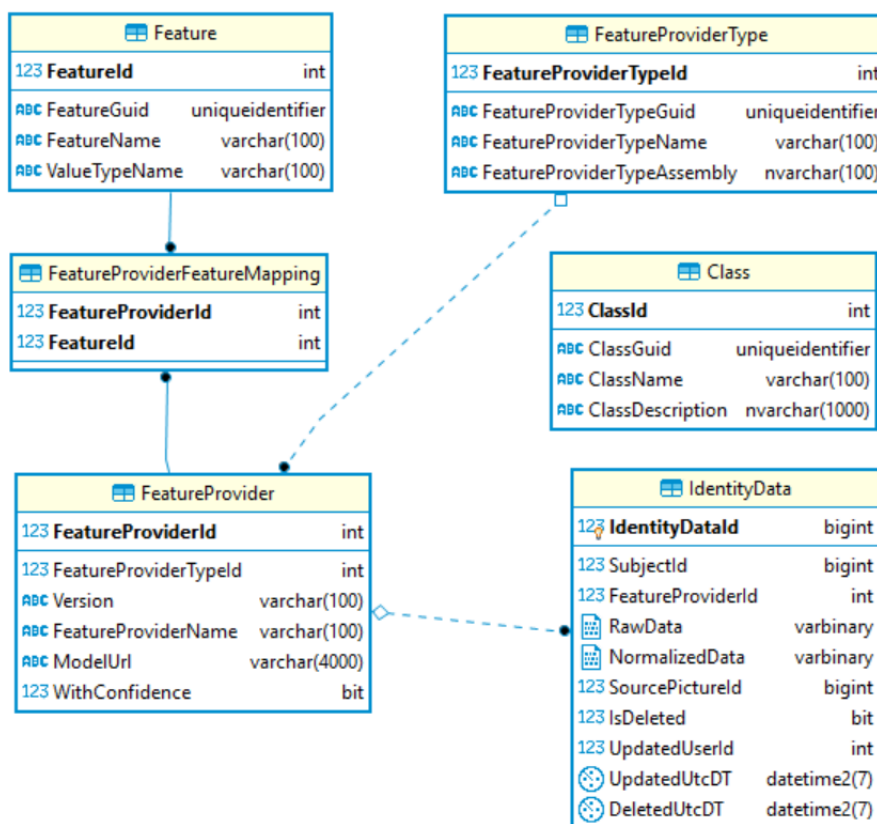 Feature
123 FeatureId int
ABC FeatureGuid uniqueidentifier
ABC FeatureName varchar(100)
ABC ValueTypeName varchar(100)
FeatureProviderType
123 FeatureProviderTypeId int
ABC FeatureProviderTypeGuid uniqueidentifier
ABC FeatureProviderTypeName varchar(100)
ABC FeatureProviderTypeAssembly nvarchar(100)
FeatureProviderFeatureMapping
123 FeatureProviderId int
123 FeatureId int
Class
123 ClassId int
ABC ClassGuid uniqueidentifier
ABC ClassName varchar(100)
ABC ClassDescription nvarchar(1000)
FeatureProvider
123 FeatureProviderId int
123 FeatureProviderTypeId int
ABC Version varchar(100)
ABC FeatureProviderName varchar(100)
ABC ModelUrl varchar(4000)
123 WithConfidence bit
IdentityData
123 IdentityDataId bigint
123 SubjectId bigint
123 FeatureProviderId int
RawData varbinary
NormalizedData varbinary
123 SourcePictureId bigint
123 IsDeleted bit
123 UpdatedUserId int
UpdatedUtcDT datetime2(7)
DeletedUtcDT datetime2(7)